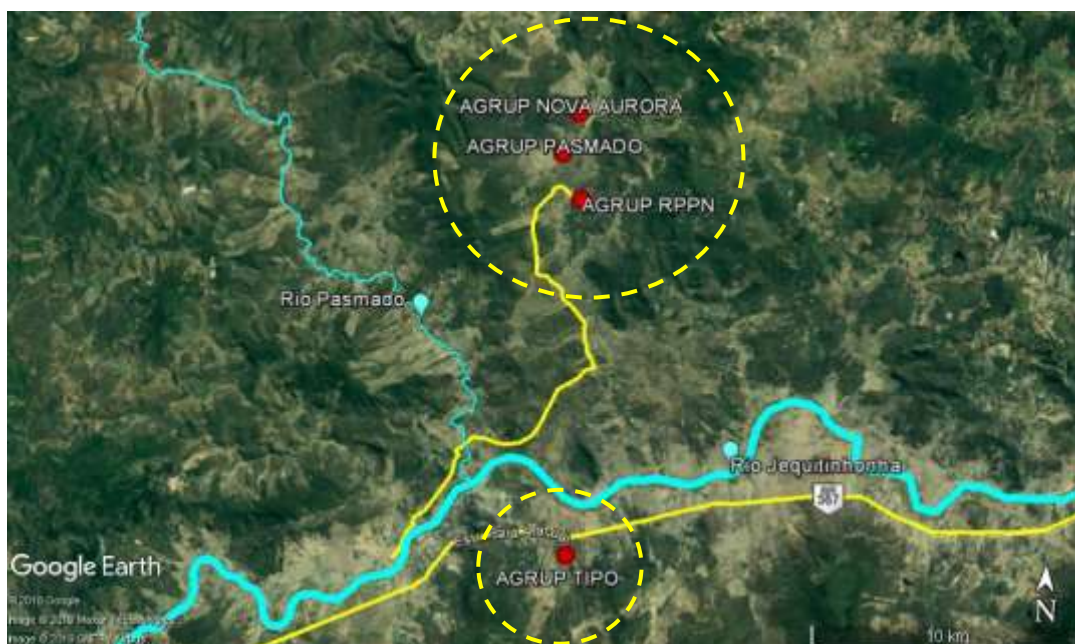 AGRUP NOVA AURORA
AGRUP PASMADO
AGRUP RPPN
Rio Pasmado
Rio Jequitinhonha
367
AGRUP TIPO
Google Earth
N
10 km